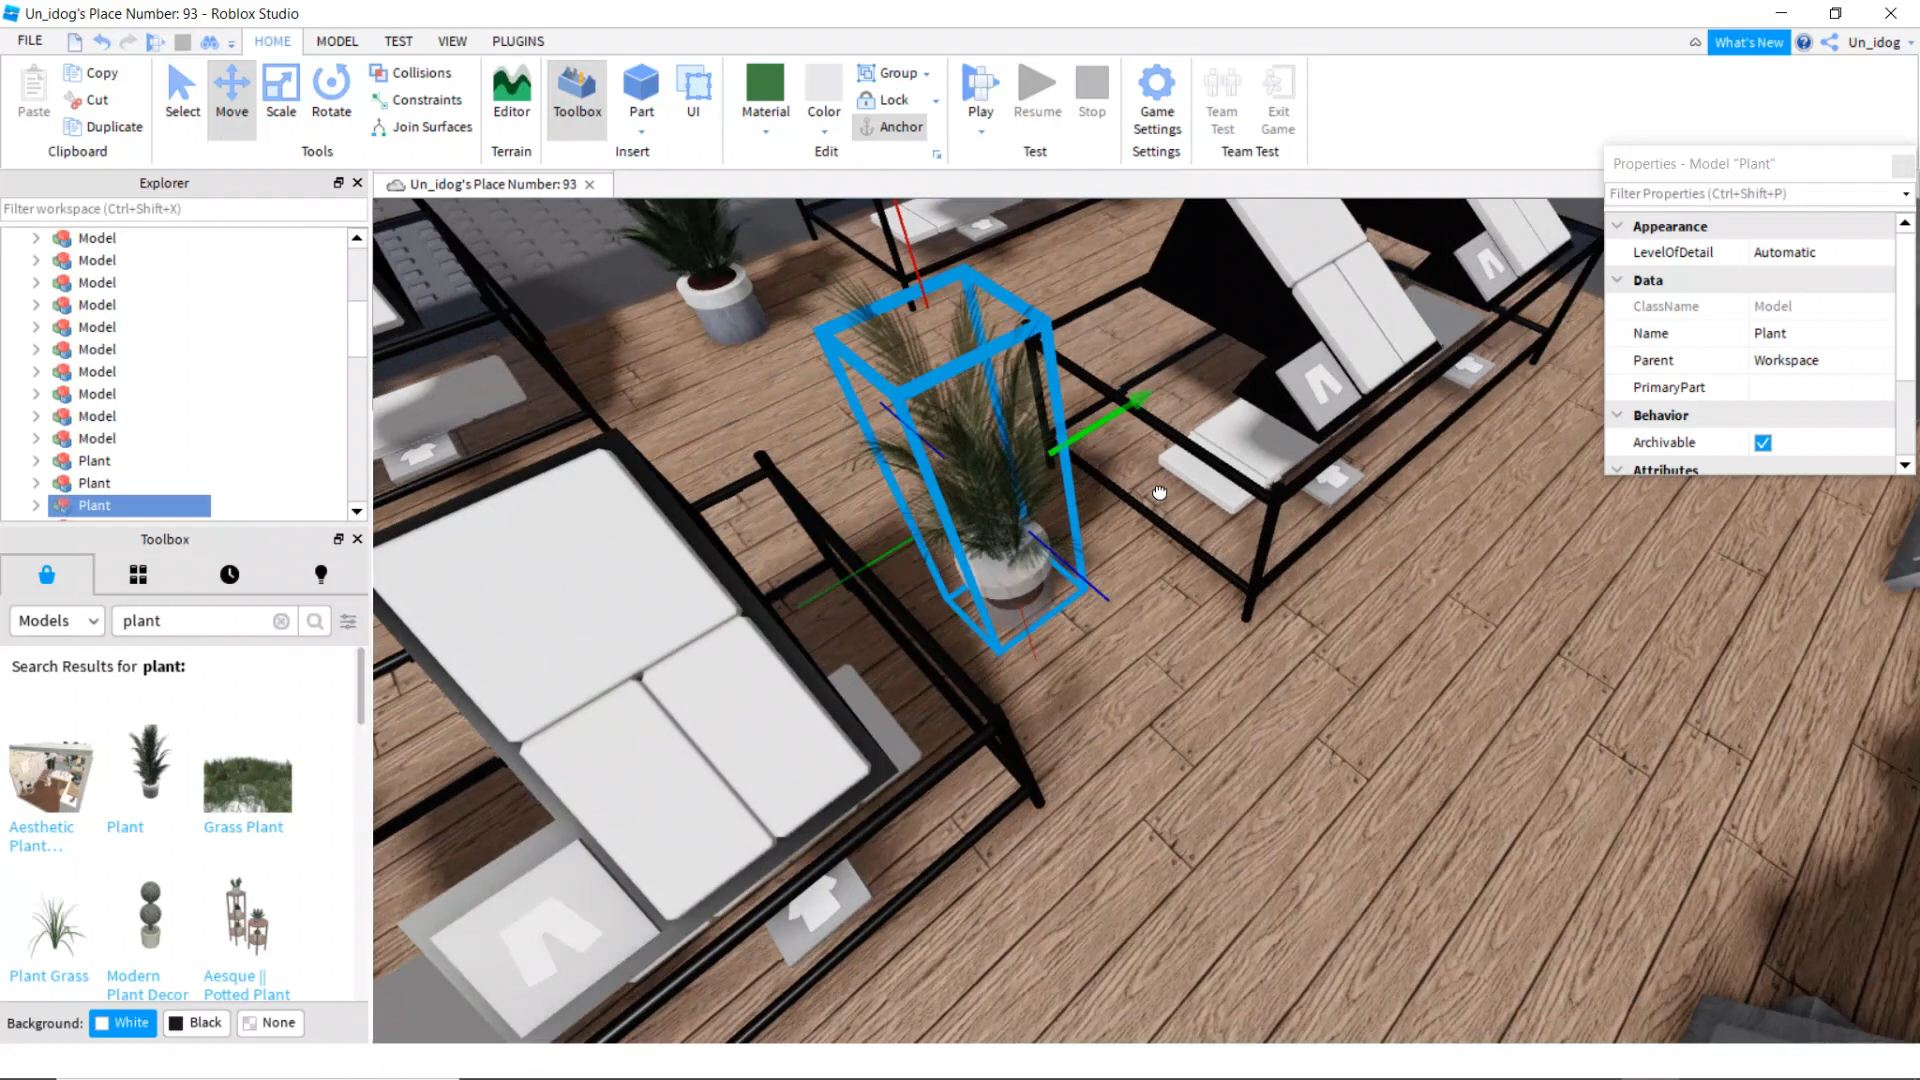 Un_idog's Place Number: 93 - Roblox Studio
FILE
HOME
MODEL
TEST
VIEW
PLUGINS
What's New
Un_idog
Paste
Copy
Cut
Duplicate
Clipboard
Select
Move
Scale
Rotate
Collisions
Constraints
Join Surfaces
Tools
Editor
Terrain
Toolbox
Part
UI
Insert
Material
Color
Group
Lock
Anchor
Edit
Play
Resume
Stop
Test
Game
Settings
Settings
Team
Test
Exit
Game
Team Test
Explorer
Filter workspace (Ctrl+Shift+X)
Model
Model
Model
Model
Model
Model
Model
Model
Model
Model
Plant
Plant
Plant
Un_idog's Place Number: 93
Properties - Model "Plant"
Filter Properties (Ctrl+Shift+P)
Appearance
LevelOfDetail Automatic
Data
ClassName Model
Name Plant
Parent Workspace
PrimaryPart
Behavior
Archivable
Attributes
Toolbox
Models
plant
Search Results for plant:
Aesthetic
Plant...
Plant
Grass Plant
Plant Grass
Modern
Plant Decor
Aesque ||
Potted Plant
Background: White Black None